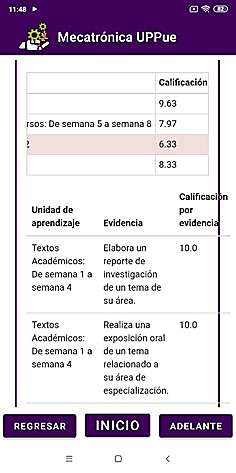 11:48
82
Mecatrónica UPPue
Calificación
9.63
rsos: De semana 5 a semana 8 7.97
2 6.33
8.33
Unidad de aprendizaje Evidencia Calificación por evidencia
Textos Académicos: De semana 1 a semana 4
Elabora un reporte de investigación de un tema de su área.
10.0
Textos Académicos: De semana 1 a semana 4
Realiza una exposición oral de un tema relacionado a su área de especialización.
10.0
REGRESAR INICIO ADELANTE